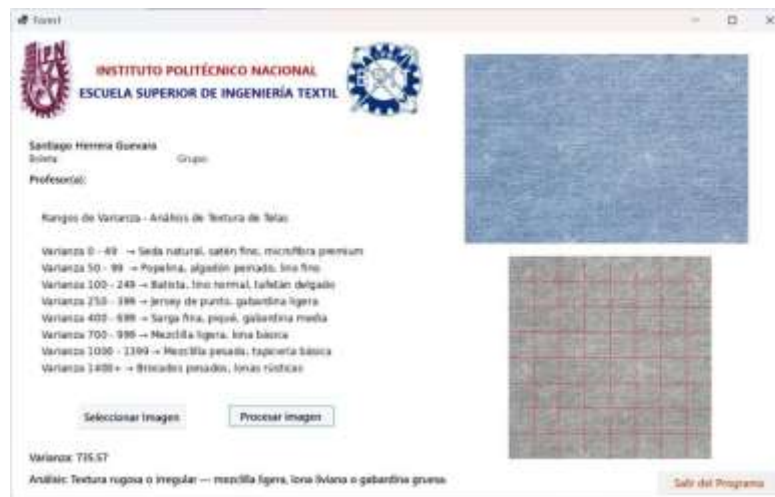 Form1
IPN
INSTITUTO POLITÉCNICO NACIONAL
ESCUELA SUPERIOR DE INGENIERÍA TEXTIL
Santiago Herrera Guevara
Boleta: Grupo:
Profesor(a):
Rangos de Varianza - Análisis de Textura de Telas
Varianza 0 - 49 → Seda natural, satén fino, microfibra premium
Varianza 50 - 99 → Popelina, algodón peinado, lino fino
Varianza 100 - 249 → Batista, lino normal, tafetán delgado
Varianza 250 - 399 → Jersey de punto, gabardina ligera
Varianza 400 - 699 → Sarga fina, piqué, gabardina media
Varianza 700 - 999 → Mezclilla ligera, lona básica
Varianza 1000 - 1399 → Mezclilla pesada, tapicería básica
Varianza 1400+ → Brocados pesados, lonas rústicas
Seleccionar Imagen Procesar imagen
Varianza: 735.57
Análisis: Textura rugosa o irregular — mezclilla ligera, lona liviana o gabardina gruesa.
Salir del Programa